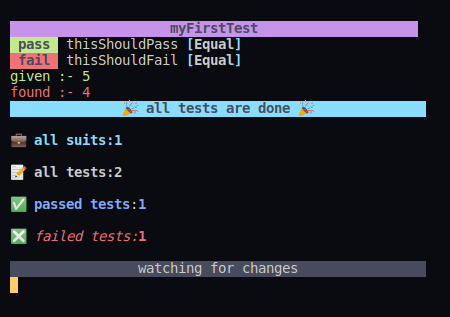 myFirstTest
pass thisShouldPass [Equal]
fail thisShouldFail [Equal]
given :- 5
found :- 4
🎉 all tests are done 🎉
💼 all suits:1
📝 all tests:2
✅ passed tests:1
❎ failed tests:1
watching for changes